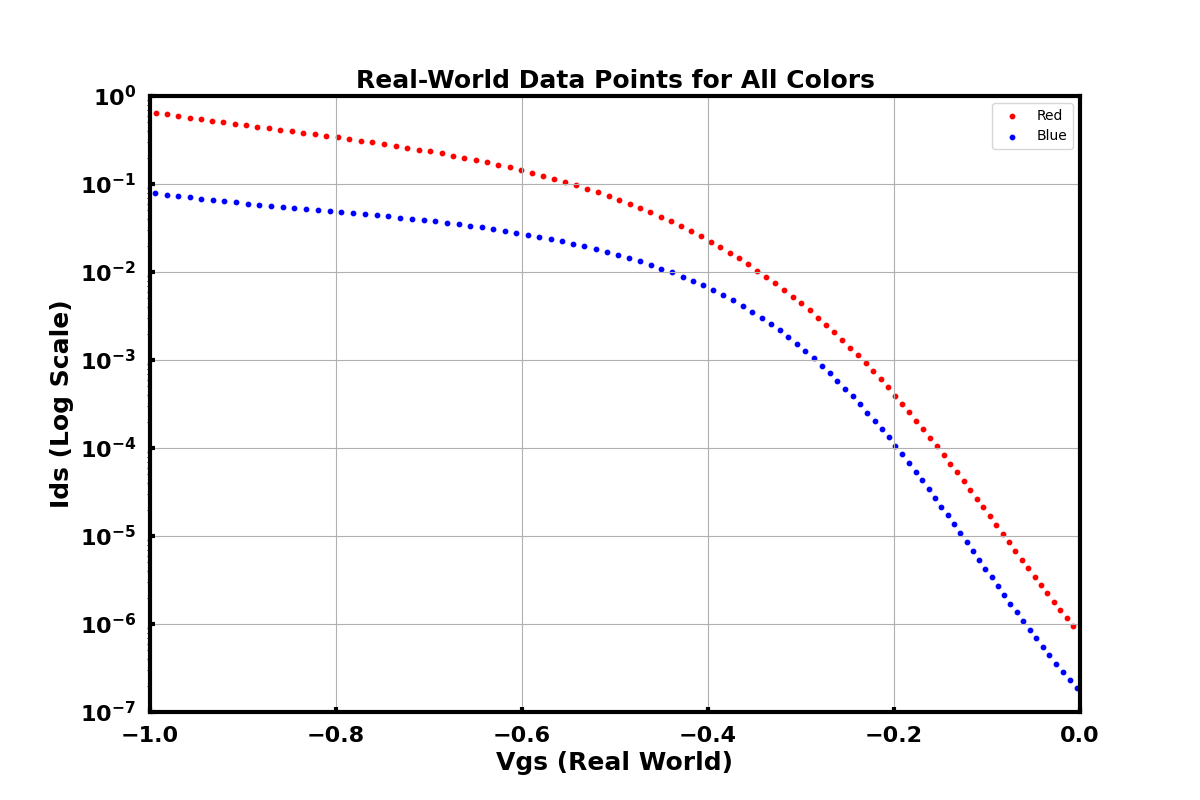 Real-World Data Points for All Colors
10⁰
10⁻¹
10⁻²
10⁻³
10⁻⁴
10⁻⁵
10⁻⁶
10⁻⁷
Ids (Log Scale)
Red
Blue
−1.0 −0.8 −0.6 −0.4 −0.2 0.0
Vgs (Real World)